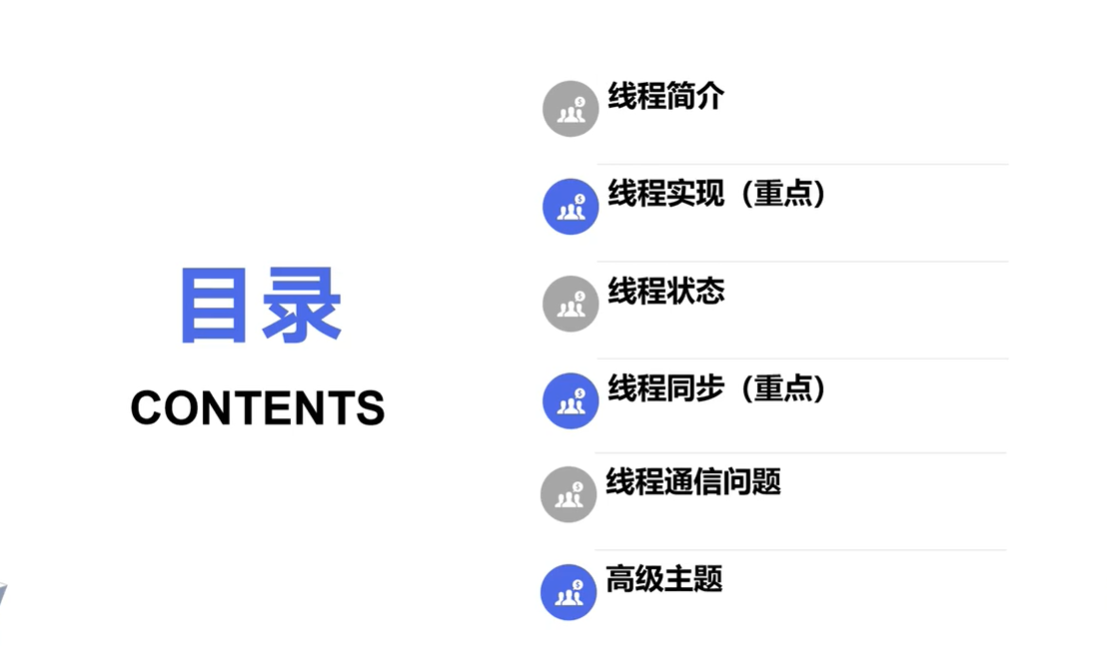 目录
CONTENTS
线程简介
线程实现（重点）
线程状态
线程同步（重点）
线程通信问题
高级主题